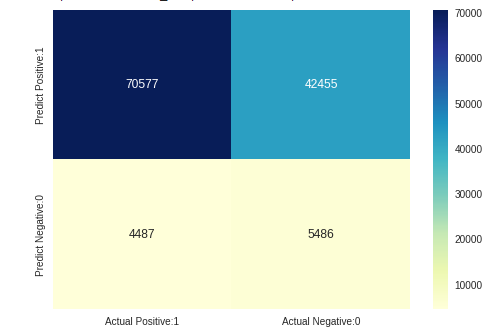 70000
Predict Positive:1
70577
42455
60000
50000
40000
30000
Predict Negative:0
4487
5486
20000
10000
Actual Positive:1
Actual Negative:0